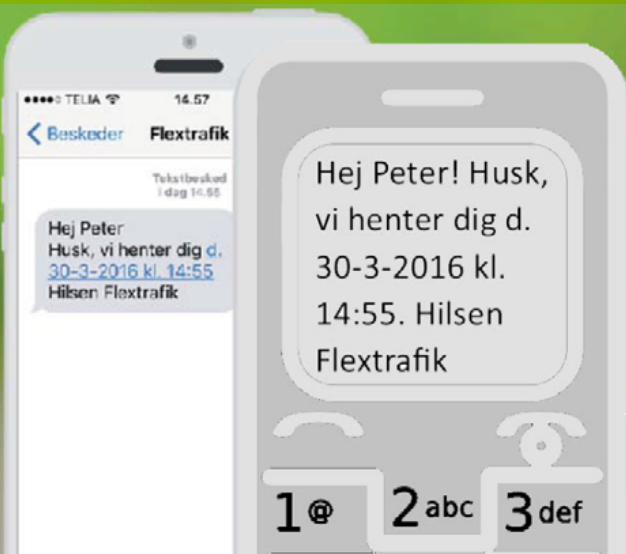 TELIA 14.57
Beskeder Flextrafik
Tekstbesked
i dag 14.55
Hej Peter
Husk, vi henter dig d.
30-3-2016 kl. 14:55
Hilsen Flextrafik
Hej Peter! Husk,
vi henter dig d.
30-3-2016 kl.
14:55. Hilsen
Flextrafik
1@ 2abc 3def